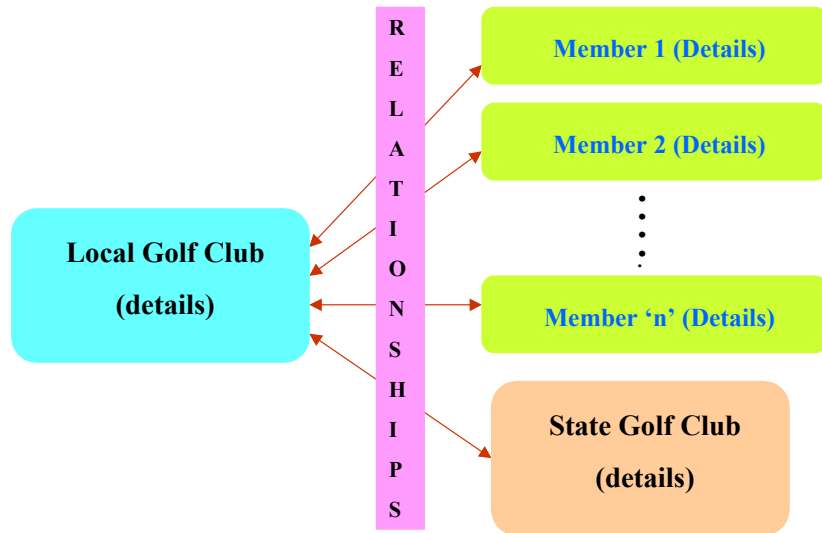 R
E
L
A
T
I
O
N
S
H
I
P
S
Member 1 (Details)
Member 2 (Details)
Local Golf Club
(details)
Member ‘n’ (Details)
State Golf Club
(details)